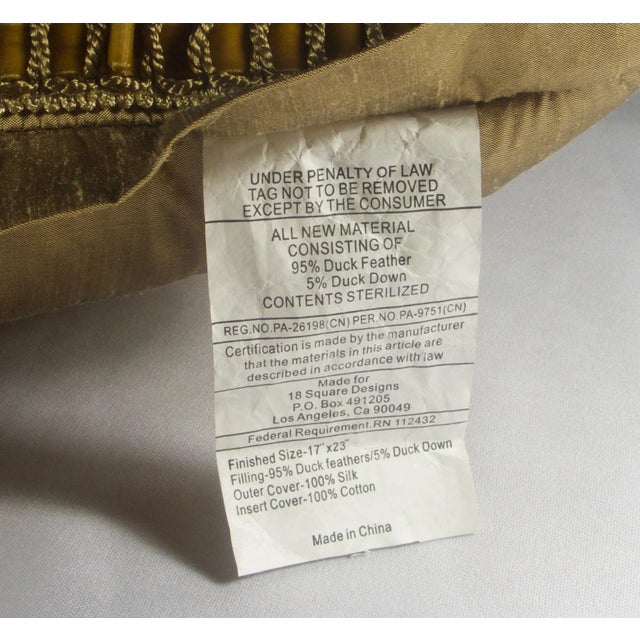 UNDER PENALTY OF LAW
TAG NOT TO BE REMOVED
EXCEPT BY THE CONSUMER
ALL NEW MATERIAL
CONSISTING OF
95% Duck Feather
5% Duck Down
CONTENTS STERILIZED
REG.NO.PA-26198(CN) PER.NO.PA-9751(CN)
Certification is made by the manufacturer
that the materials in this article are
described in accordance with law
Made for
18 Square Designs
P.O. Box 491205
Los Angeles, Ca 90049
Federal Requirement.RN 112432
Finished Size-17"x23"
Filling-95% Duck feathers/5% Duck Down
Outer Cover-100% Silk
Insert Cover-100% Cotton
Made in China